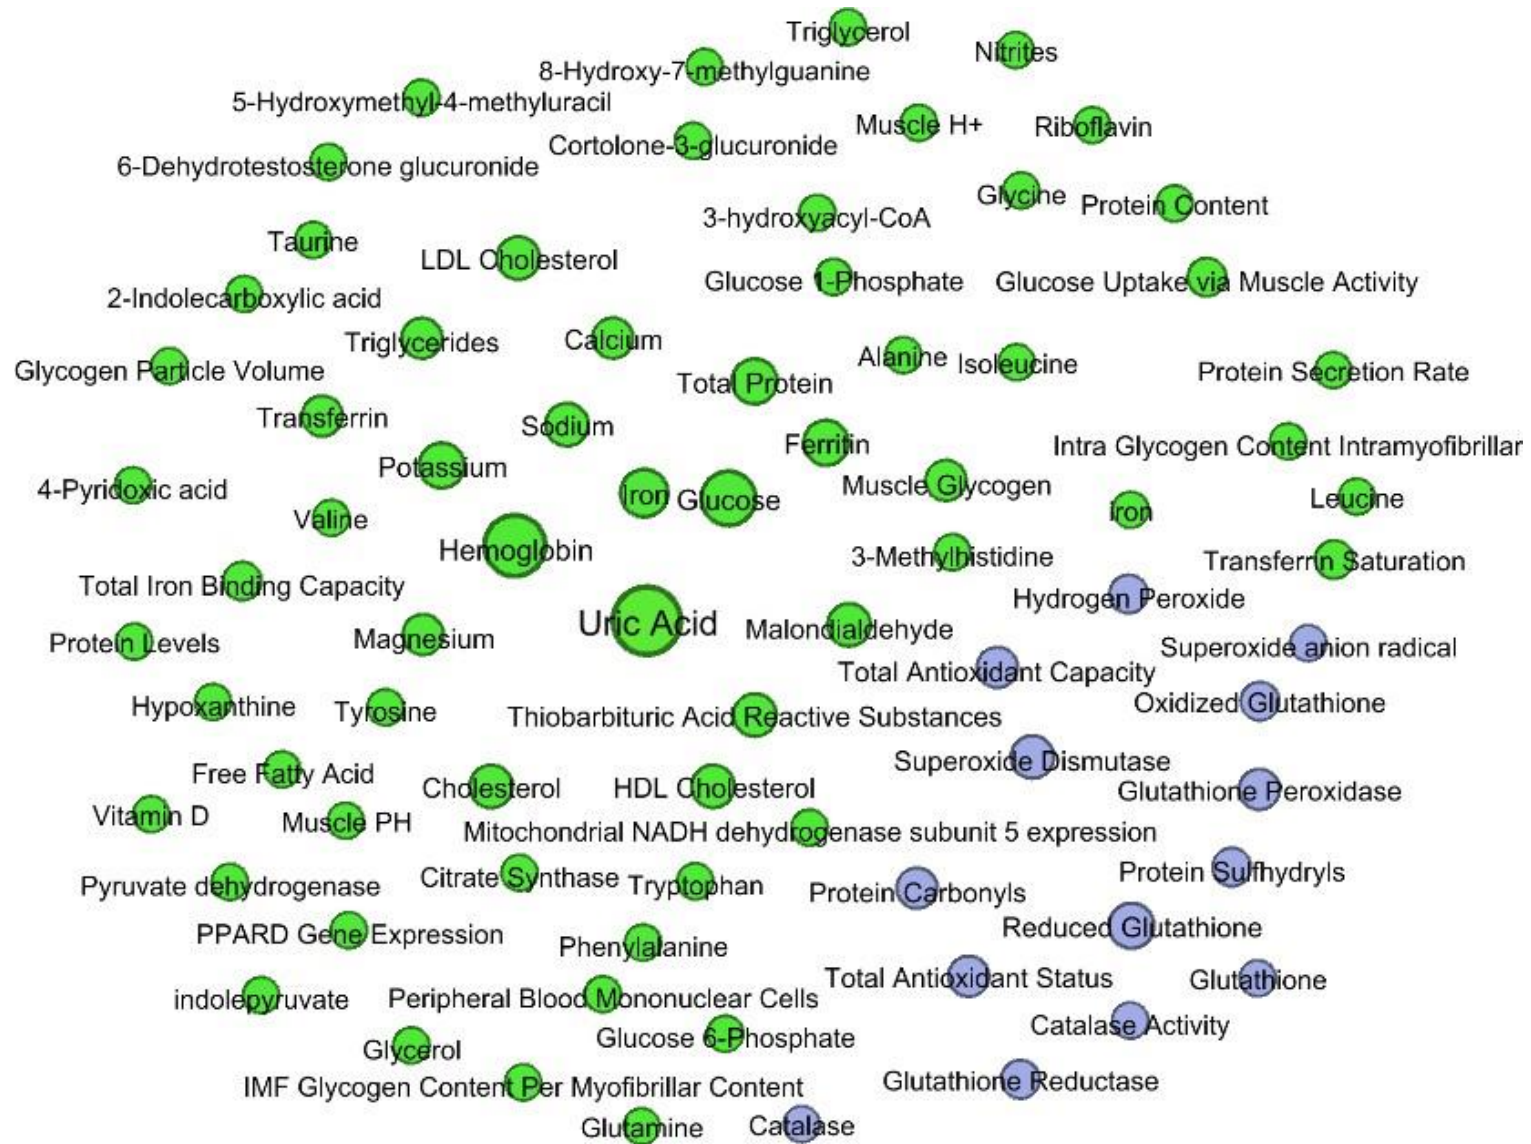 Triglycerol
Nitrites
8-Hydroxy-7-methylguanine
5-Hydroxymethyl-4-methyluracil
Muscle H+
Riboflavin
Cortolone-3-glucuronide
6-Dehydrotestosterone glucuronide
Glycine
Protein Content
3-hydroxyacyl-CoA
Taurine
LDL Cholesterol
Glucose 1-Phosphate
Glucose Uptake via Muscle Activity
2-Indolecarboxylic acid
Triglycerides
Calcium
Alanine
Isoleucine
Glycogen Particle Volume
Total Protein
Protein Secretion Rate
Transferrin
Sodium
Ferritin
Intra Glycogen Content Intramyofibrillar
Potassium
4-Pyridoxic acid
Iron
Glucose
Muscle Glycogen
Leucine
iron
Valine
Hemoglobin
3-Methylhistidine
Transferrin Saturation
Total Iron Binding Capacity
Hydrogen Peroxide
Uric Acid
Malondialdehyde
Protein Levels
Magnesium
Superoxide anion radical
Total Antioxidant Capacity
Oxidized Glutathione
Hypoxanthine
Tyrosine
Thiobarbituric Acid Reactive Substances
Superoxide Dismutase
Free Fatty Acid
Cholesterol
HDL Cholesterol
Glutathione Peroxidase
Vitamin D
Muscle PH
Mitochondrial NADH dehydrogenase subunit 5 expression
Protein Sulfhydryls
Pyruvate dehydrogenase
Citrate Synthase
Tryptophan
Protein Carbonyls
Reduced Glutathione
PPARD Gene Expression
Phenylalanine
Total Antioxidant Status
Glutathione
indolepyruvate
Peripheral Blood Mononuclear Cells
Catalase Activity
Glucose 6-Phosphate
Glycerol
Glutathione Reductase
IMF Glycogen Content Per Myofibrillar Content
Glutamine
Catalase